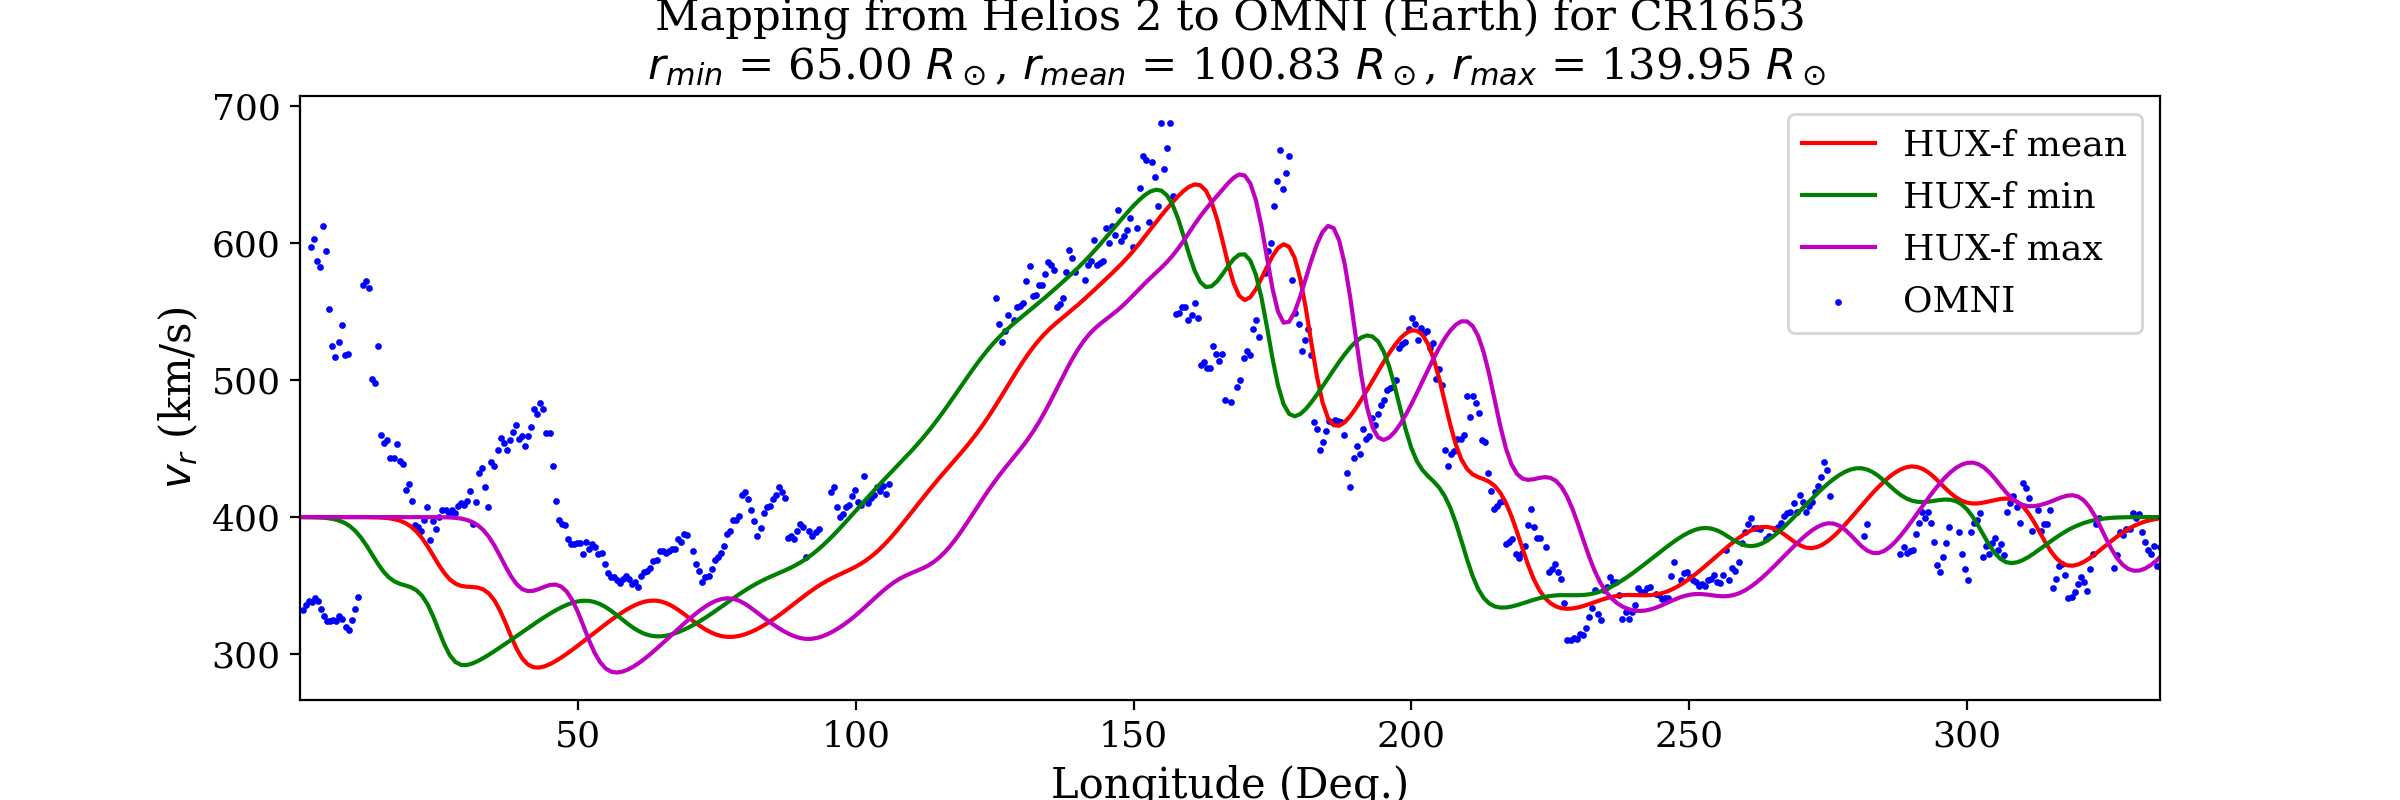 Mapping from Helios 2 to OMNI (Earth) for CR1653
r_min = 65.00 R_⊙, r_mean = 100.83 R_⊙, r_max = 139.95 R_⊙
700
600
500
400
300
v_r (km/s)
HUX-f mean
HUX-f min
HUX-f max
OMNI
50 100 150 200 250 300
Longitude (Deg.)